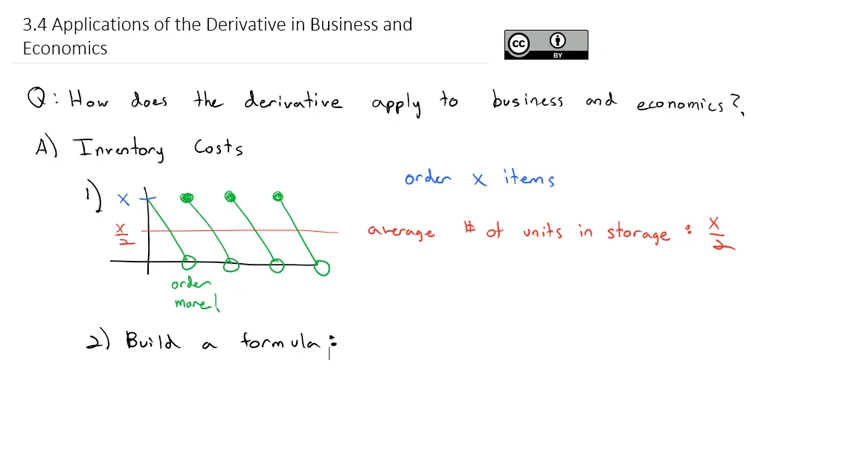 3.4 Applications of the Derivative in Business and
Economics
cc BY
Q: How does the derivative apply to business and economics?
A) Inventory Costs
1) x
x/2
order
more!
order x items
average # of units in storage : x/2
2) Build a formula: